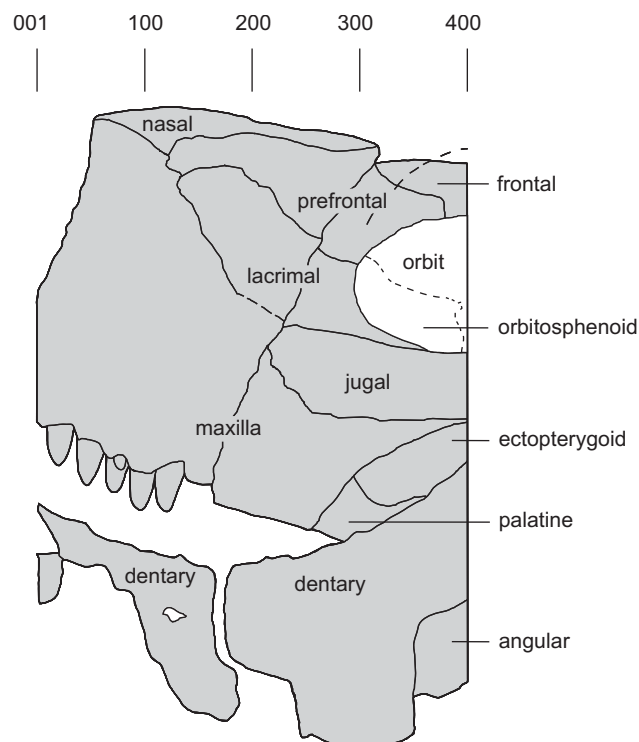 001 100 200 300 400
nasal
frontal
prefrontal
orbit
lacrimal
orbitosphenoid
jugal
maxilla
ectopterygoid
palatine
dentary
dentary
angular